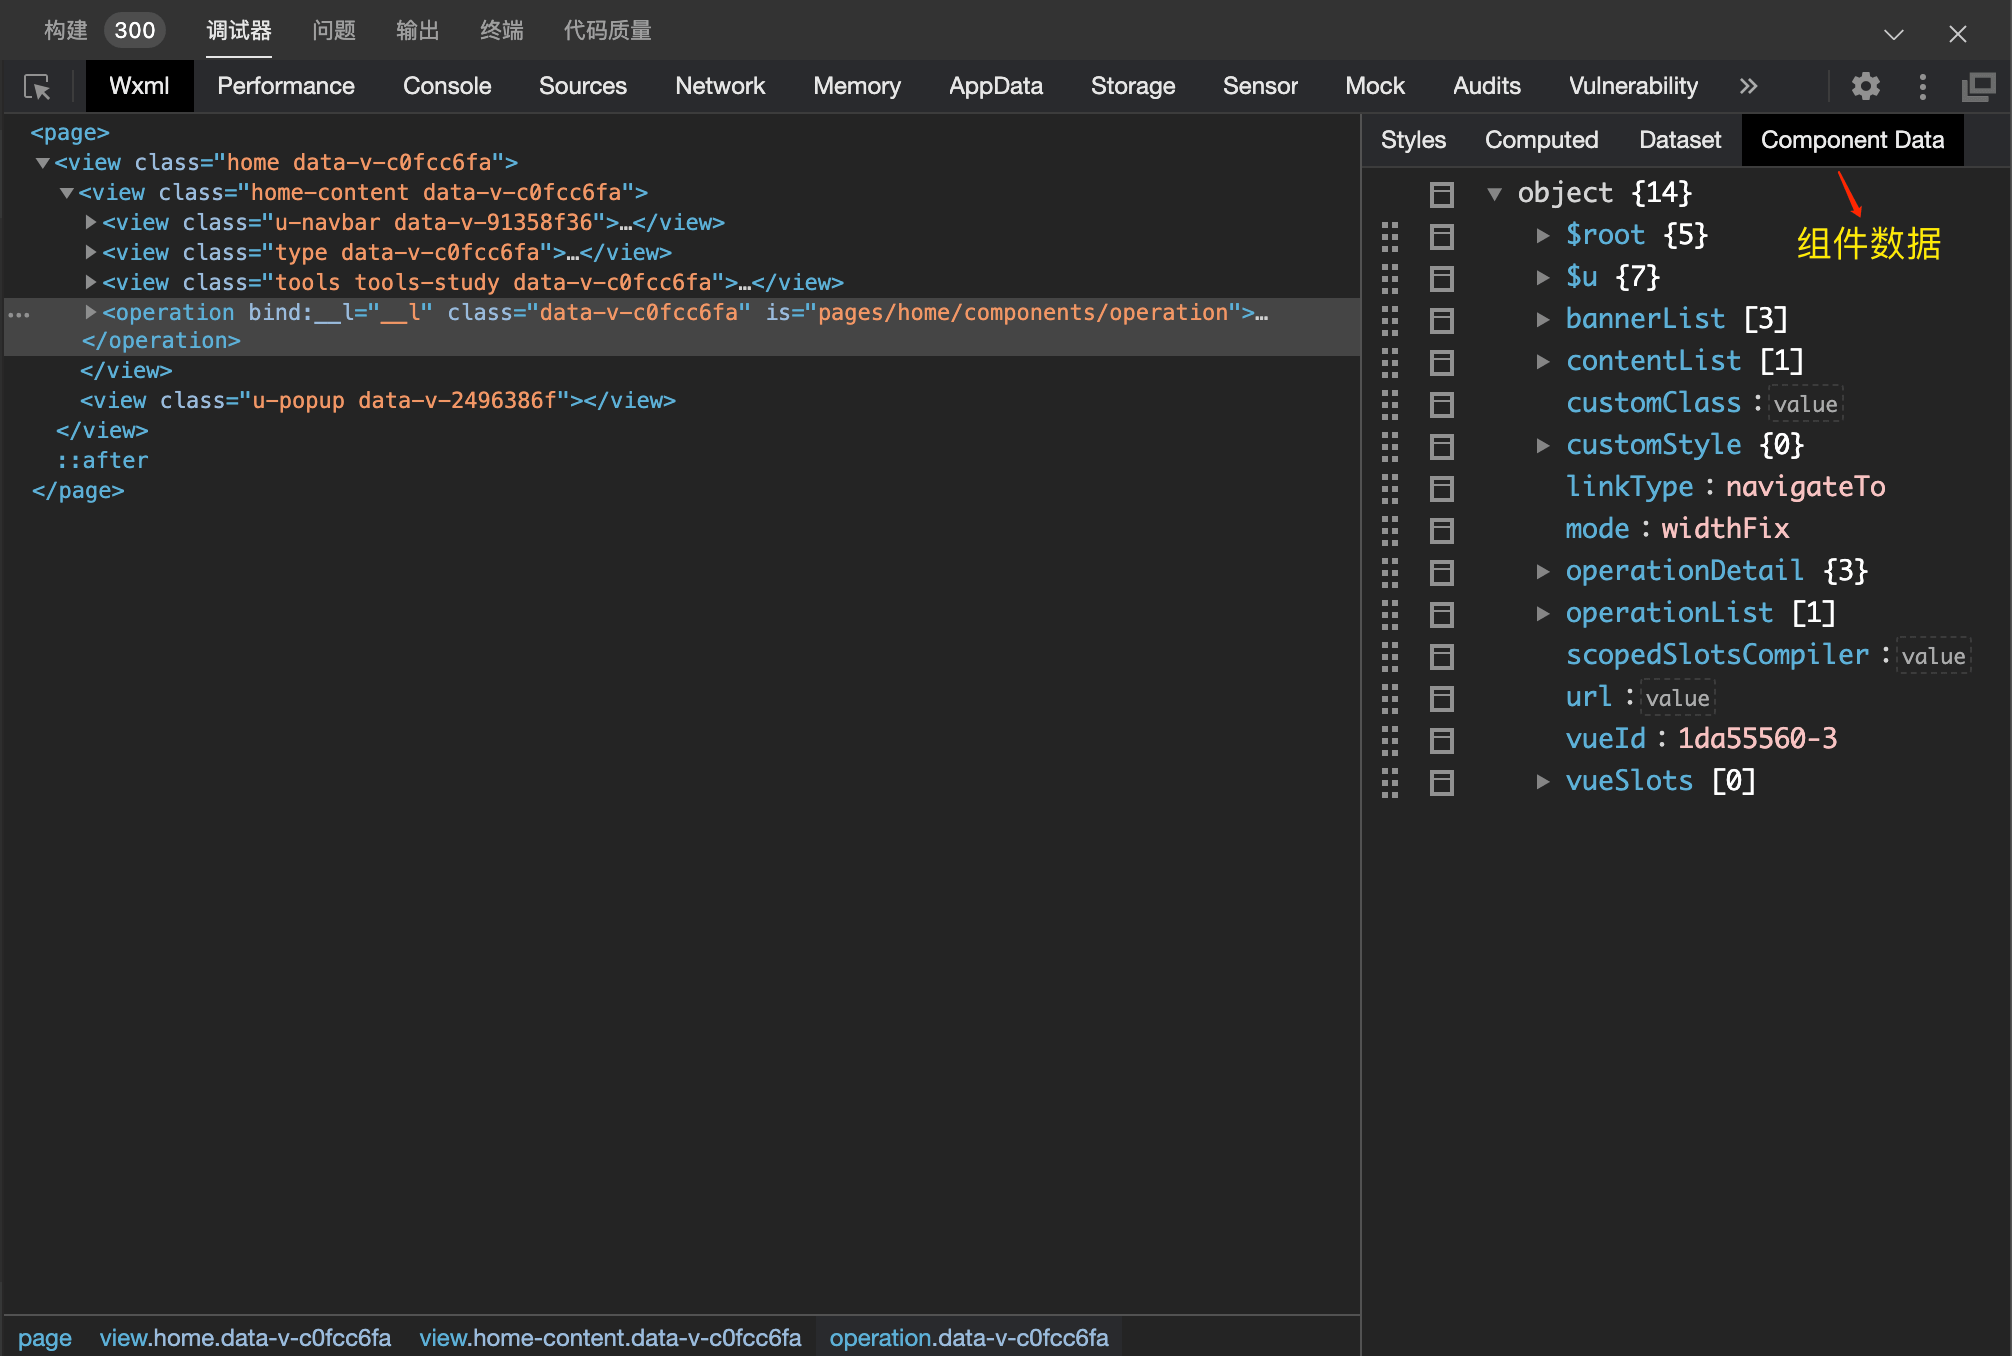 构建 300 调试器 问题 输出 终端 代码质量
Wxml Performance Console Sources Network Memory AppData Storage Sensor Mock Audits Vulnerability »
<page>
<view class="home data-v-c0fcc6fa">
<view class="home-content data-v-c0fcc6fa">
<view class="u-navbar data-v-91358f36">…</view>
<view class="type data-v-c0fcc6fa">…</view>
<view class="tools tools-study data-v-c0fcc6fa">…</view>
<operation bind:__l="__l" class="data-v-c0fcc6fa" is="pages/home/components/operation">…
</operation>
</view>
<view class="u-popup data-v-2496386f"></view>
</view>
::after
</page>
page view.home.data-v-c0fcc6fa view.home-content.data-v-c0fcc6fa operation.data-v-c0fcc6fa
Styles Computed Dataset Component Data
组件数据
object {14}
$root {5}
$u {7}
bannerList [3]
contentList [1]
customClass : value
customStyle {0}
linkType : navigateTo
mode : widthFix
operationDetail {3}
operationList [1]
scopedSlotsCompiler : value
url : value
vueId : 1da55560-3
vueSlots [0]